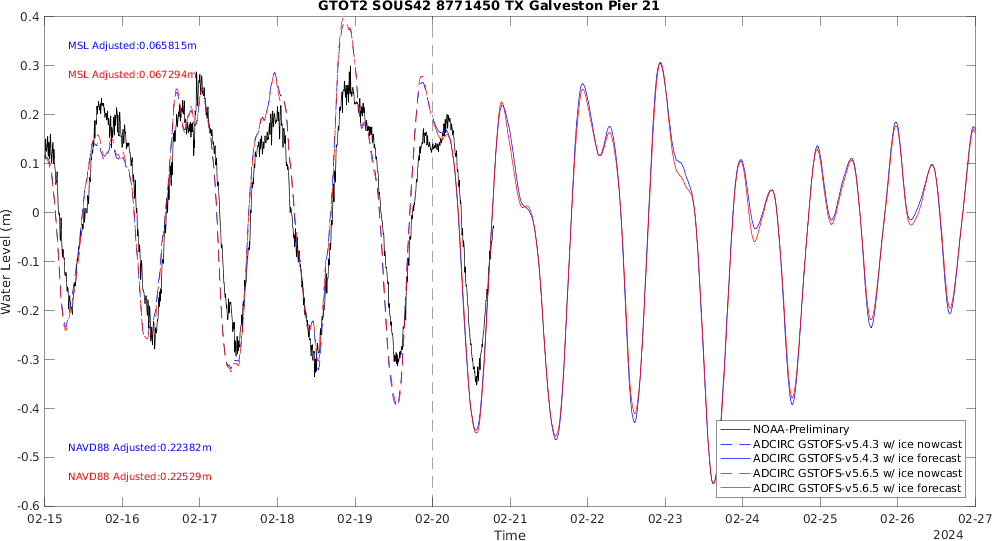 GTOT2 SOUS42 8771450 TX Galveston Pier 21
0.4
0.3
0.2
0.1
0
-0.1
-0.2
-0.3
-0.4
-0.5
-0.6
Water Level (m)
MSL Adjusted:0.065815m
MSL Adjusted:0.067294m
NAVD88 Adjusted:0.22382m
NAVD88 Adjusted:0.22529m
NOAA-Preliminary
ADCIRC GSTOFS-v5.4.3 w/ ice nowcast
ADCIRC GSTOFS-v5.4.3 w/ ice forecast
ADCIRC GSTOFS-v5.6.5 w/ ice nowcast
ADCIRC GSTOFS-v5.6.5 w/ ice forecast
02-15 02-16 02-17 02-18 02-19 02-20 02-21 02-22 02-23 02-24 02-25 02-26 02-27
Time
2024